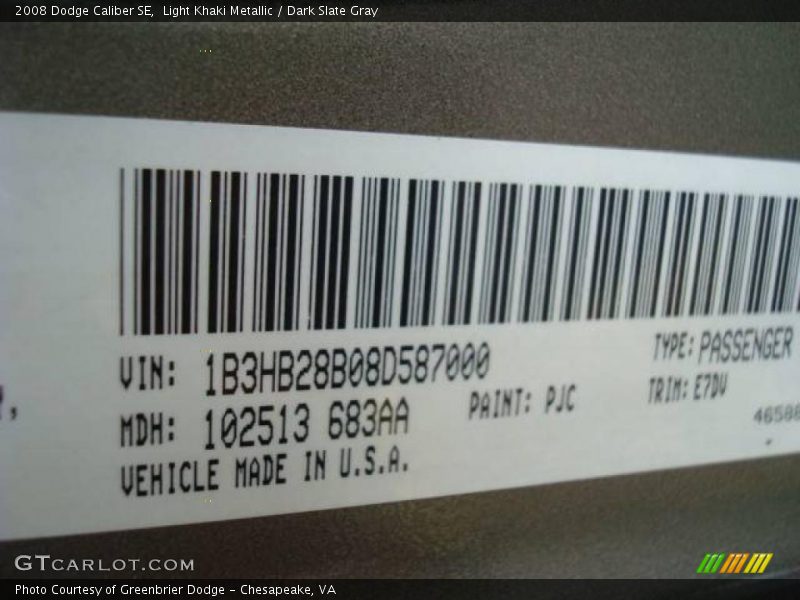 2008 Dodge Caliber SE,  Light Khaki Metallic / Dark Slate Gray
VIN: 1B3HB28B08D587000
TYPE: PASSENGER
MDH: 102513 683AA
PAINT: PJC
TRIM: E7DV
VEHICLE MADE IN U.S.A.
GTCARLOT.COM
Photo Courtesy of Greenbrier Dodge - Chesapeake, VA